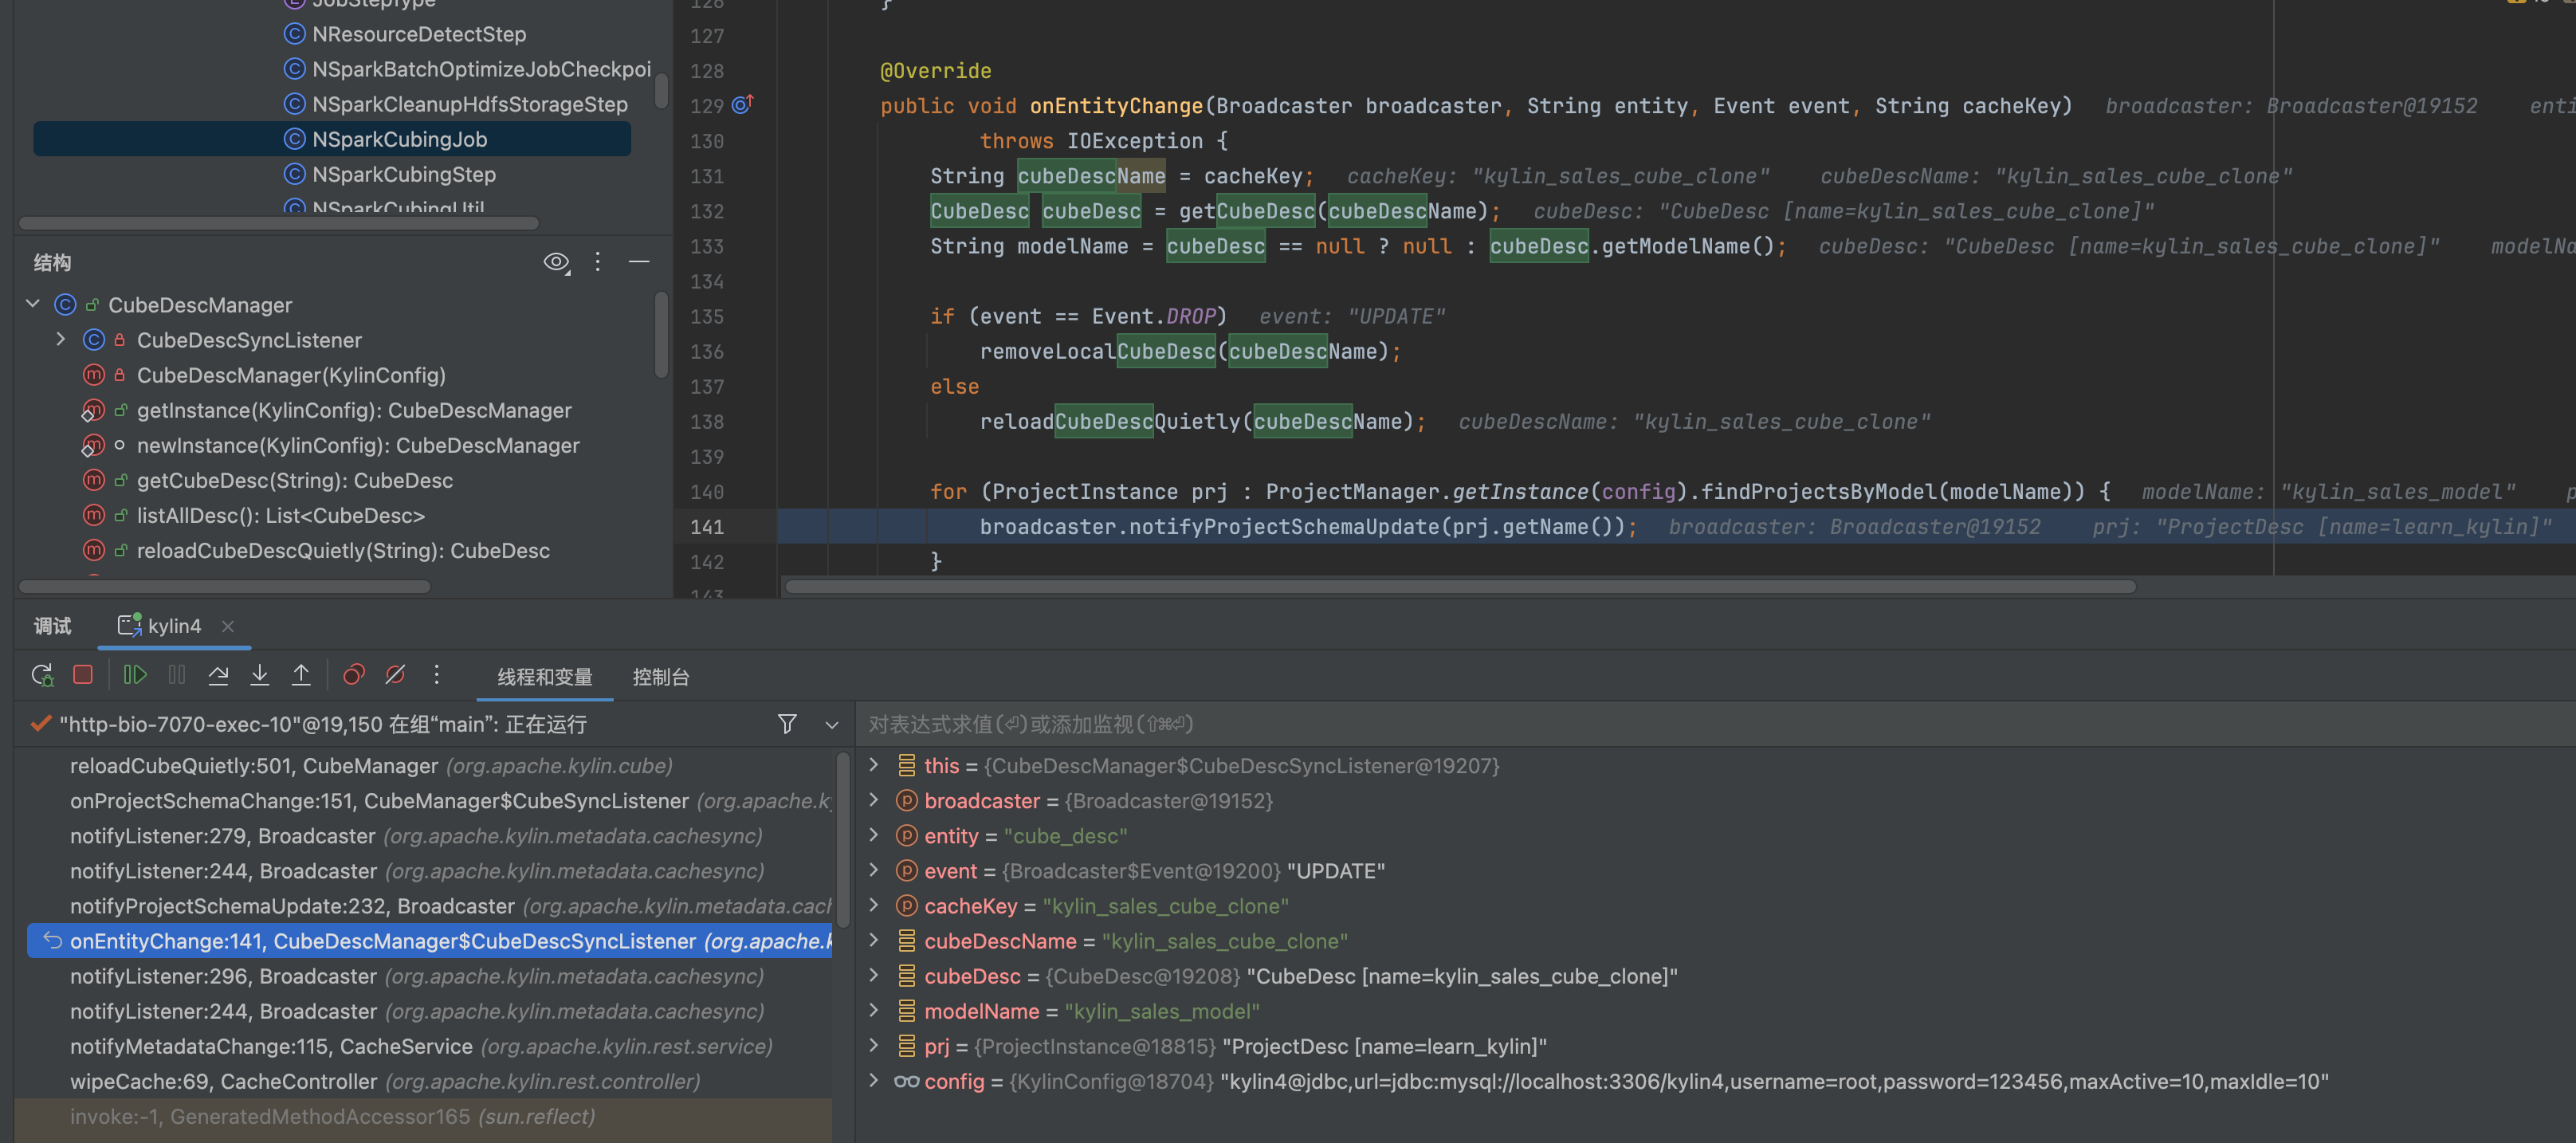 JobStepType
NResourceDetectStep
NSparkBatchOptimizeJobCheckpoi
NSparkCleanupHdfsStorageStep
NSparkCubingJob
NSparkCubingStep
NSparkCubingUtil
结构
CubeDescManager
CubeDescSyncListener
CubeDescManager(KylinConfig)
getInstance(KylinConfig): CubeDescManager
newInstance(KylinConfig): CubeDescManager
getCubeDesc(String): CubeDesc
listAllDesc(): List<CubeDesc>
reloadCubeDescQuietly(String): CubeDesc
126 }
127
128 @Override
129 public void onEntityChange(Broadcaster broadcaster, String entity, Event event, String cacheKey) broadcaster: Broadcaster@19152 enti
130 throws IOException {
131 String cubeDescName = cacheKey; cacheKey: "kylin_sales_cube_clone" cubeDescName: "kylin_sales_cube_clone"
132 CubeDesc cubeDesc = getCubeDesc(cubeDescName); cubeDesc: "CubeDesc [name=kylin_sales_cube_clone]"
133 String modelName = cubeDesc == null ? null : cubeDesc.getModelName(); cubeDesc: "CubeDesc [name=kylin_sales_cube_clone]" modelNa
134
135 if (event == Event.DROP) event: "UPDATE"
136 removeLocalCubeDesc(cubeDescName);
137 else
138 reloadCubeDescQuietly(cubeDescName); cubeDescName: "kylin_sales_cube_clone"
139
140 for (ProjectInstance prj : ProjectManager.getInstance(config).findProjectsByModel(modelName)) { modelName: "kylin_sales_model" p
141 broadcaster.notifyProjectSchemaUpdate(prj.getName()); broadcaster: Broadcaster@19152 prj: "ProjectDesc [name=learn_kylin]"
142 }
143
调试 kylin4
线程和变量 控制台
"http-bio-7070-exec-10"@19,150 在组“main”: 正在运行
reloadCubeQuietly:501, CubeManager (org.apache.kylin.cube)
onProjectSchemaChange:151, CubeManager$CubeSyncListener (org.apache.ky
notifyListener:279, Broadcaster (org.apache.kylin.metadata.cachesync)
notifyListener:244, Broadcaster (org.apache.kylin.metadata.cachesync)
notifyProjectSchemaUpdate:232, Broadcaster (org.apache.kylin.metadata.cach
onEntityChange:141, CubeDescManager$CubeDescSyncListener (org.apache.k
notifyListener:296, Broadcaster (org.apache.kylin.metadata.cachesync)
notifyListener:244, Broadcaster (org.apache.kylin.metadata.cachesync)
notifyMetadataChange:115, CacheService (org.apache.kylin.rest.service)
wipeCache:69, CacheController (org.apache.kylin.rest.controller)
invoke:-1, GeneratedMethodAccessor165 (sun.reflect)
对表达式求值(⏎)或添加监视(⇧⌘⏎)
this = {CubeDescManager$CubeDescSyncListener@19207}
broadcaster = {Broadcaster@19152}
entity = "cube_desc"
event = {Broadcaster$Event@19200} "UPDATE"
cacheKey = "kylin_sales_cube_clone"
cubeDescName = "kylin_sales_cube_clone"
cubeDesc = {CubeDesc@19208} "CubeDesc [name=kylin_sales_cube_clone]"
modelName = "kylin_sales_model"
prj = {ProjectInstance@18815} "ProjectDesc [name=learn_kylin]"
config = {KylinConfig@18704} "kylin4@jdbc,url=jdbc:mysql://localhost:3306/kylin4,username=root,password=123456,maxActive=10,maxIdle=10"